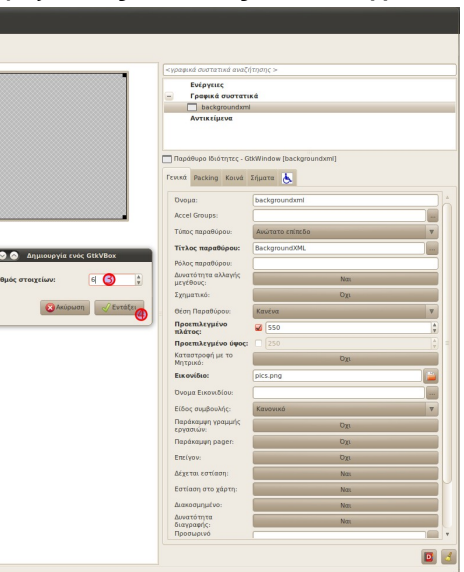 <γραφικά συστατικά αναζήτησης >
Ενέργειες
Γραφικά συστατικά
backgroundxml
Αντικείμενα
Παράθυρο Ιδιότητες - GtkWindow [backgroundxml]
Γενικά Packing Κοινά Σήματα
Όνομα: backgroundxml
Accel Groups:
Τύπος παραθύρου: Ανώτατο επίπεδο
Τίτλος παραθύρου: BackgroundXML
Ρόλος παραθύρου:
Δυνατότητα αλλαγής μεγέθους: Ναι
Σχηματικό: Όχι
Θέση Παραθύρου: Κανένα
Προεπιλεγμένο πλάτος: 550
Προεπιλεγμένο ύψος: 250
Καταστροφή με το Μητρικό: Όχι
Εικονίδιο: pics.png
Όνομα Εικονιδίου:
Είδος συμβουλής: Κανονικό
Παράκαμψη γραμμής εργασιών: Όχι
Παράκαμψη pager: Όχι
Επείγον: Όχι
Δέχεται εστίαση: Ναι
Εστίαση στο χάρτη: Ναι
Διακοσμημένο: Ναι
Δυνατότητα διαγραφής: Ναι
Προσωρινό
Δημιουργία ενός GtkVBox
θμός στοιχείων: 6
Ακύρωση Εντάξει